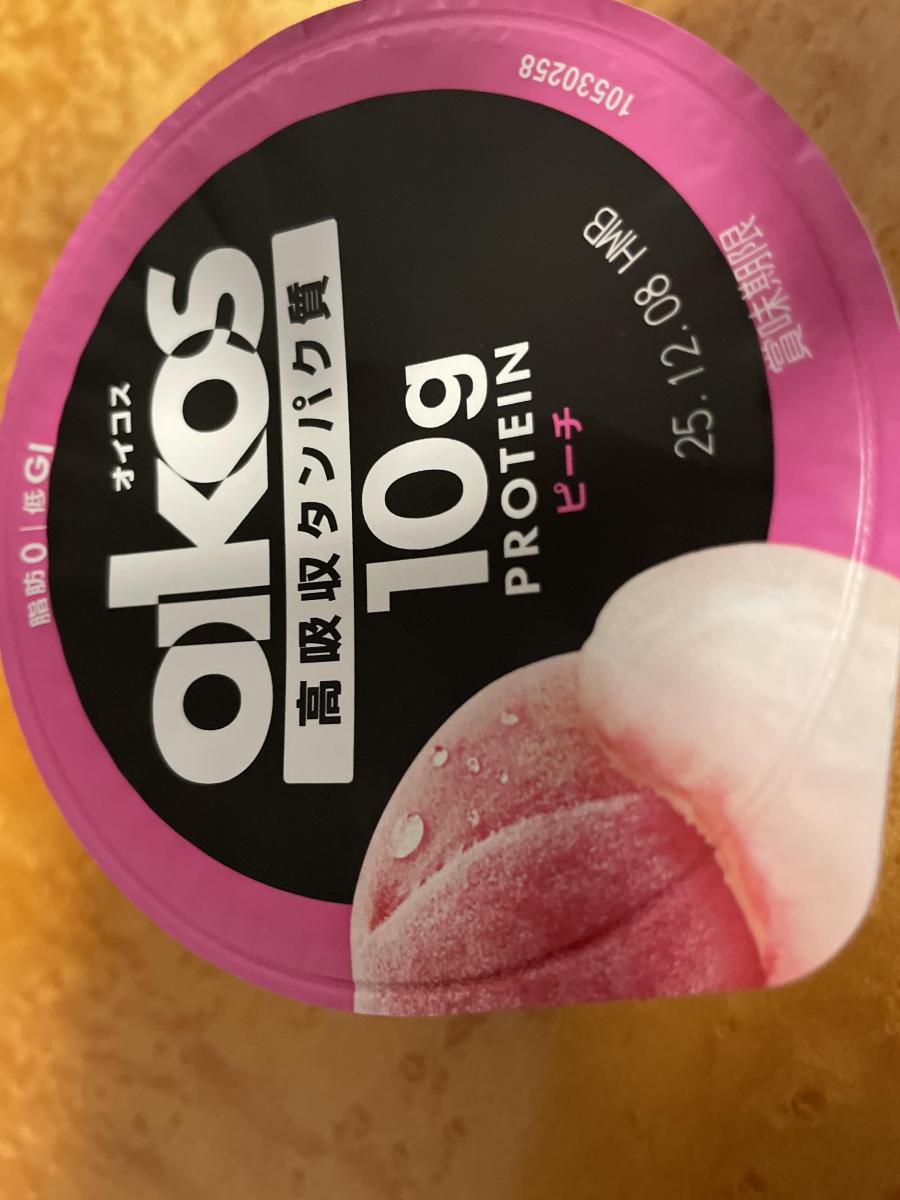 脂肪0 | 低GI
オイコス
oikos
高吸収タンパク質
10g
PROTEIN
ピーチ
25.12.08 HMB
賞味期限
10530258